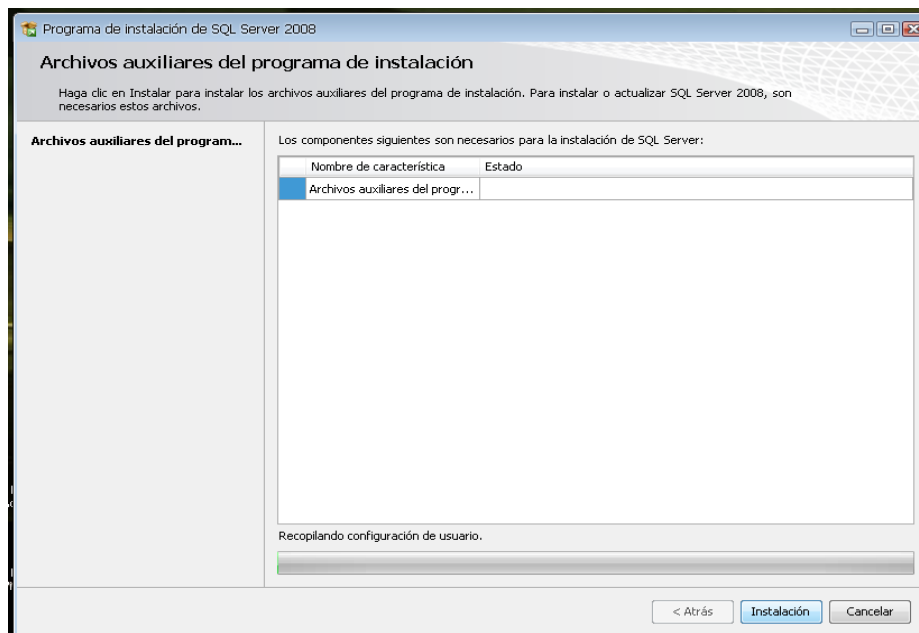 Programa de instalación de SQL Server 2008
Archivos auxiliares del programa de instalación
Haga clic en Instalar para instalar los archivos auxiliares del programa de instalación. Para instalar o actualizar SQL Server 2008, son
necesarios estos archivos.
Archivos auxiliares del program...
Los componentes siguientes son necesarios para la instalación de SQL Server:
Nombre de característica Estado
Archivos auxiliares del progr...
Recopilando configuración de usuario.
< Atrás Instalación Cancelar